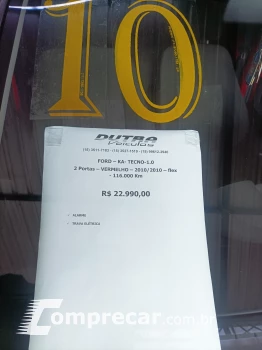 10
DUTRA
Veículos
FORD – KA- TECNO-1.0
2 Portas – VERMELHO – 2010/2010 – flex
- 116.000 Km
R$ 22.990,00
- ALARME
- TRAVA ELÉTRICA
Comprecar.com.br